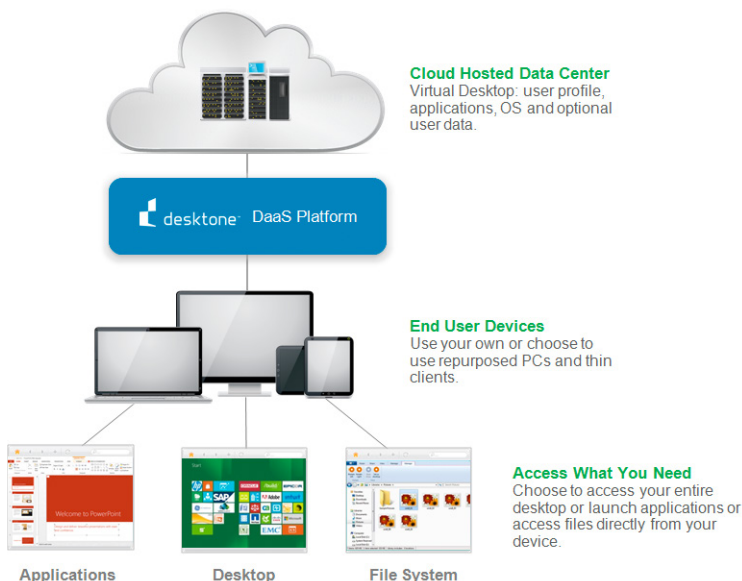 Cloud Hosted Data Center
Virtual Desktop: user profile,
applications, OS and optional
user data.
desktone™ DaaS Platform
End User Devices
Use your own or choose to
use repurposed PCs and thin
clients.
Welcome to PowerPoint
Start
SAP
Adobe
EMC
Access What You Need
Choose to access your entire
desktop or launch applications or
access files directly from your
device.
Applications
Desktop
File System